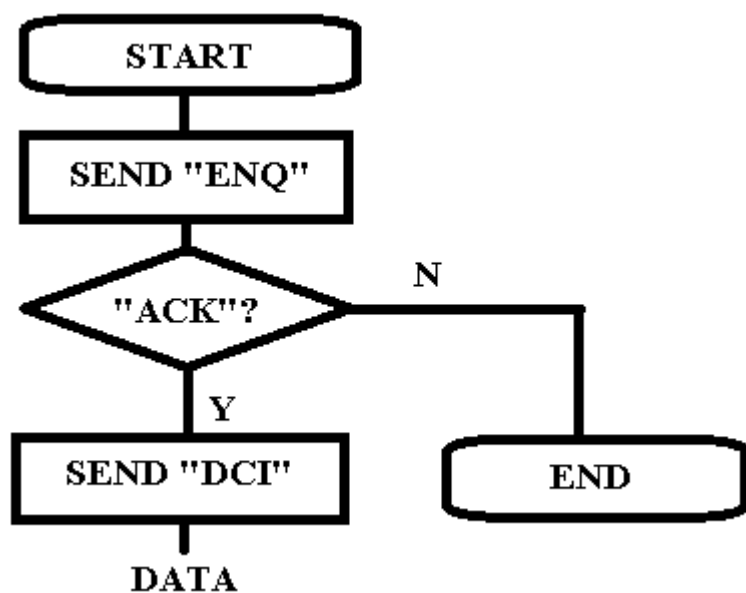 START
SEND "ENQ"
"ACK"?
N
Y
SEND "DCI"
END
DATA